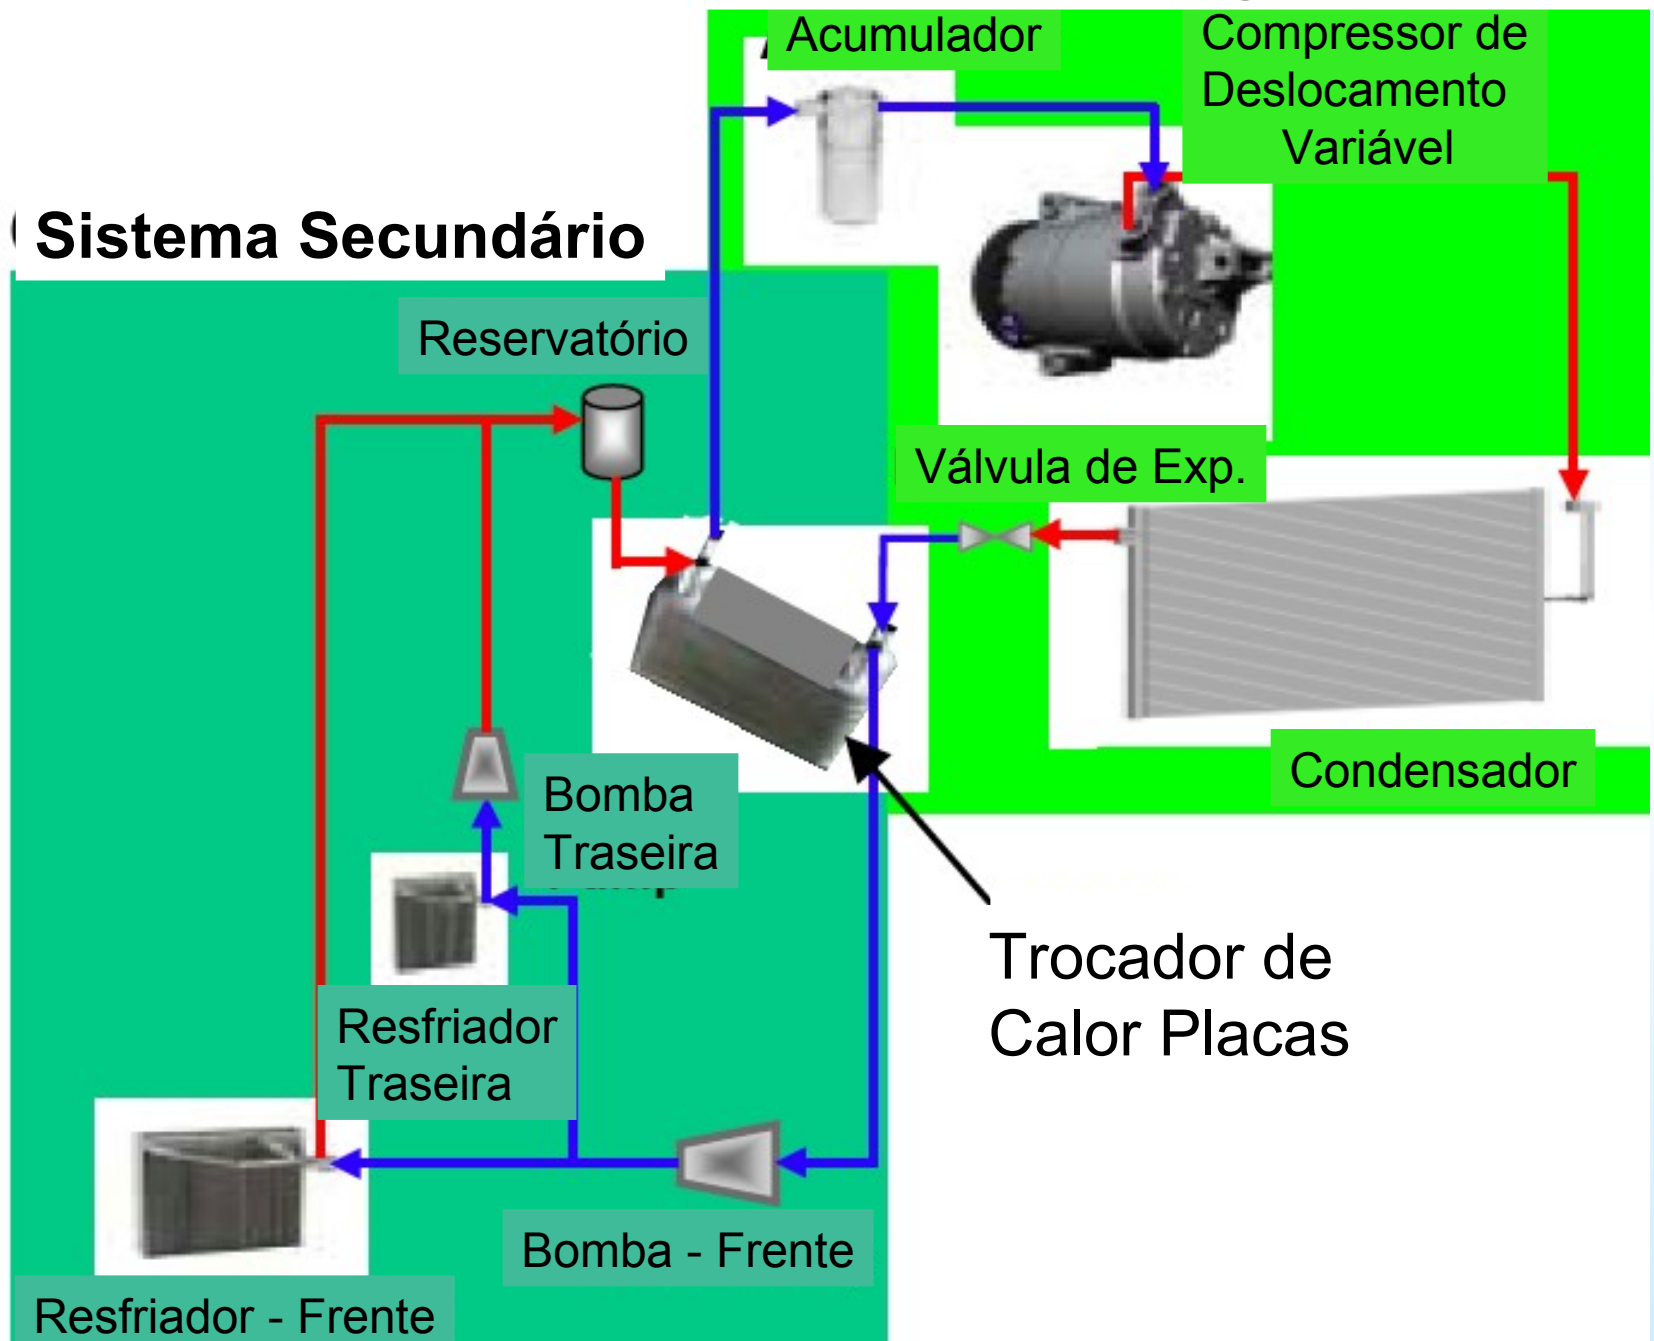 Acumulador
Compressor de
Deslocamento
Variável
Sistema Secundário
Reservatório
Válvula de Exp.
Condensador
Bomba
Traseira
Trocador de
Calor Placas
Resfriador
Traseira
Bomba - Frente
Resfriador - Frente